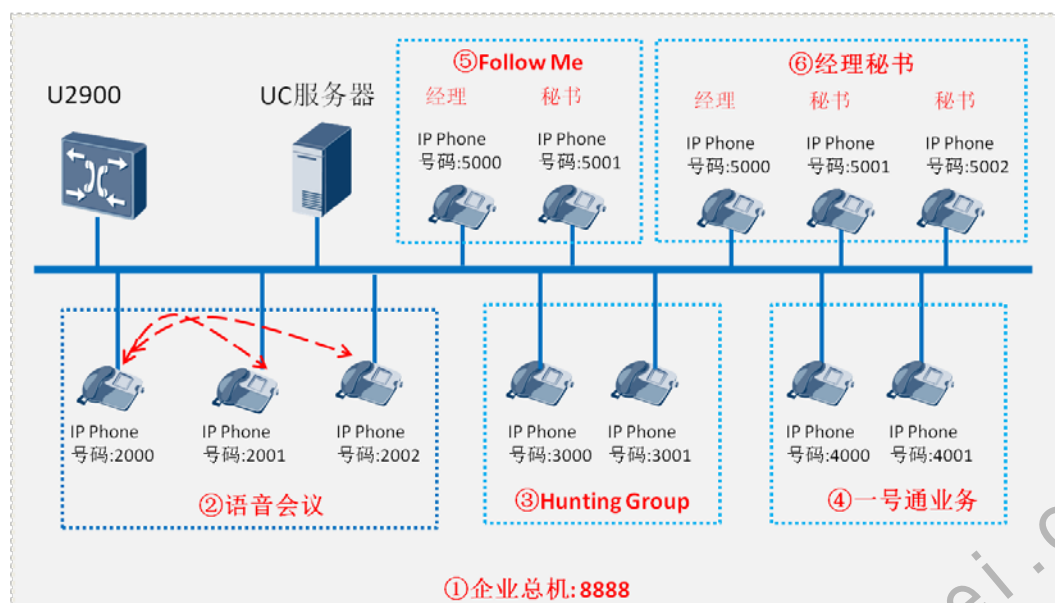 ⑤Follow Me
⑥经理秘书
U2900
UC服务器
经理
秘书
经理
秘书
秘书
IP Phone
号码:5000
IP Phone
号码:5001
IP Phone
号码:5000
IP Phone
号码:5001
IP Phone
号码:5002
IP Phone
号码:2000
IP Phone
号码:2001
IP Phone
号码:2002
IP Phone
号码:3000
IP Phone
号码:3001
IP Phone
号码:4000
IP Phone
号码:4001
②语音会议
③Hunting Group
④一号通业务
①企业总机:8888
ei.